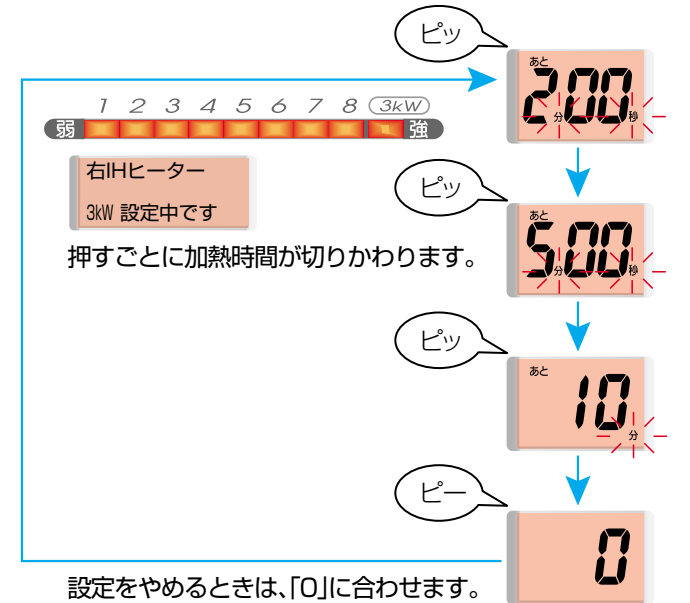 ピッ
あと
2 00
分 秒
1 2 3 4 5 6 7 8 3kW
弱 強
右IHヒーター
3kW 設定中です
ピッ
あと
5 00
分 秒
押すごとに加熱時間が切りかわります。
ピッ
あと
10
分
ピー
0
設定をやめるときは、「0」に合わせます。